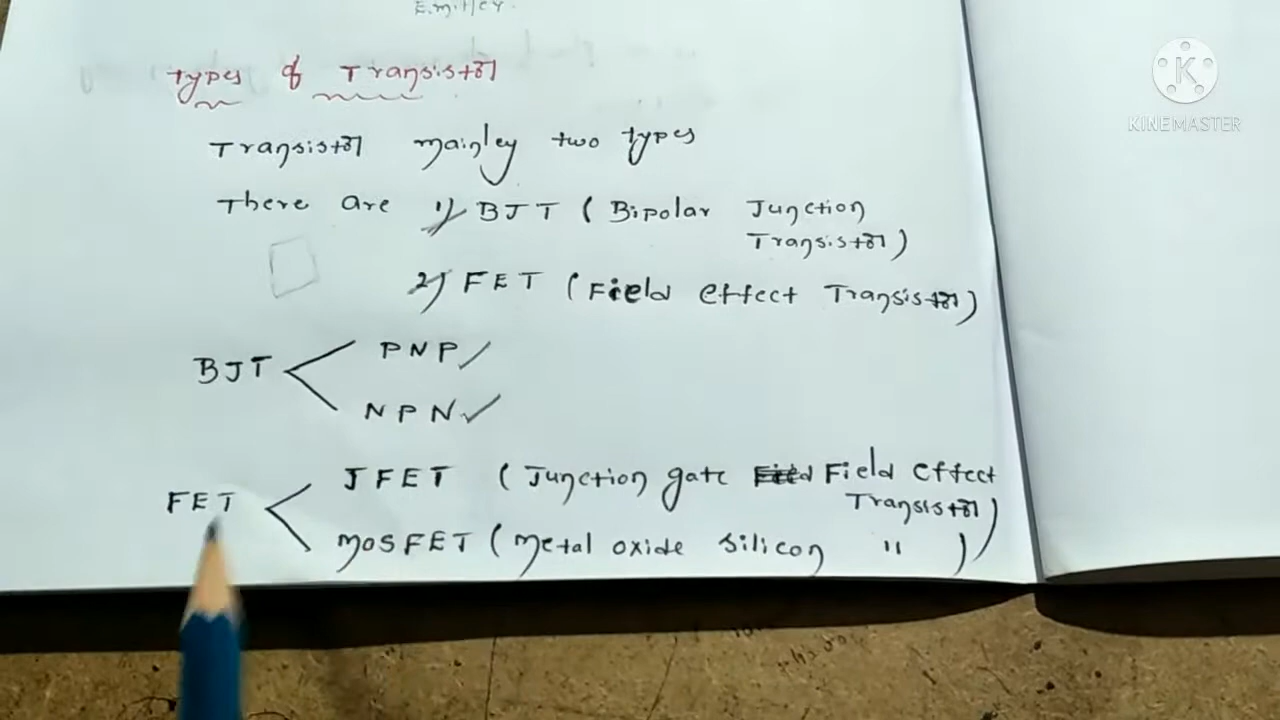 Emitter.
Types of Transistor
Transistor mainley two types
There are 1) BJT (Bipolar Junction
Transistor)
2) FET (Field effect Transistor)
BJT < PNP ✓
NPN ✓
FET < JFET (Junction gate Field effect
Transistor)
MOSFET (metal oxide silicon " )
KINEMASTER